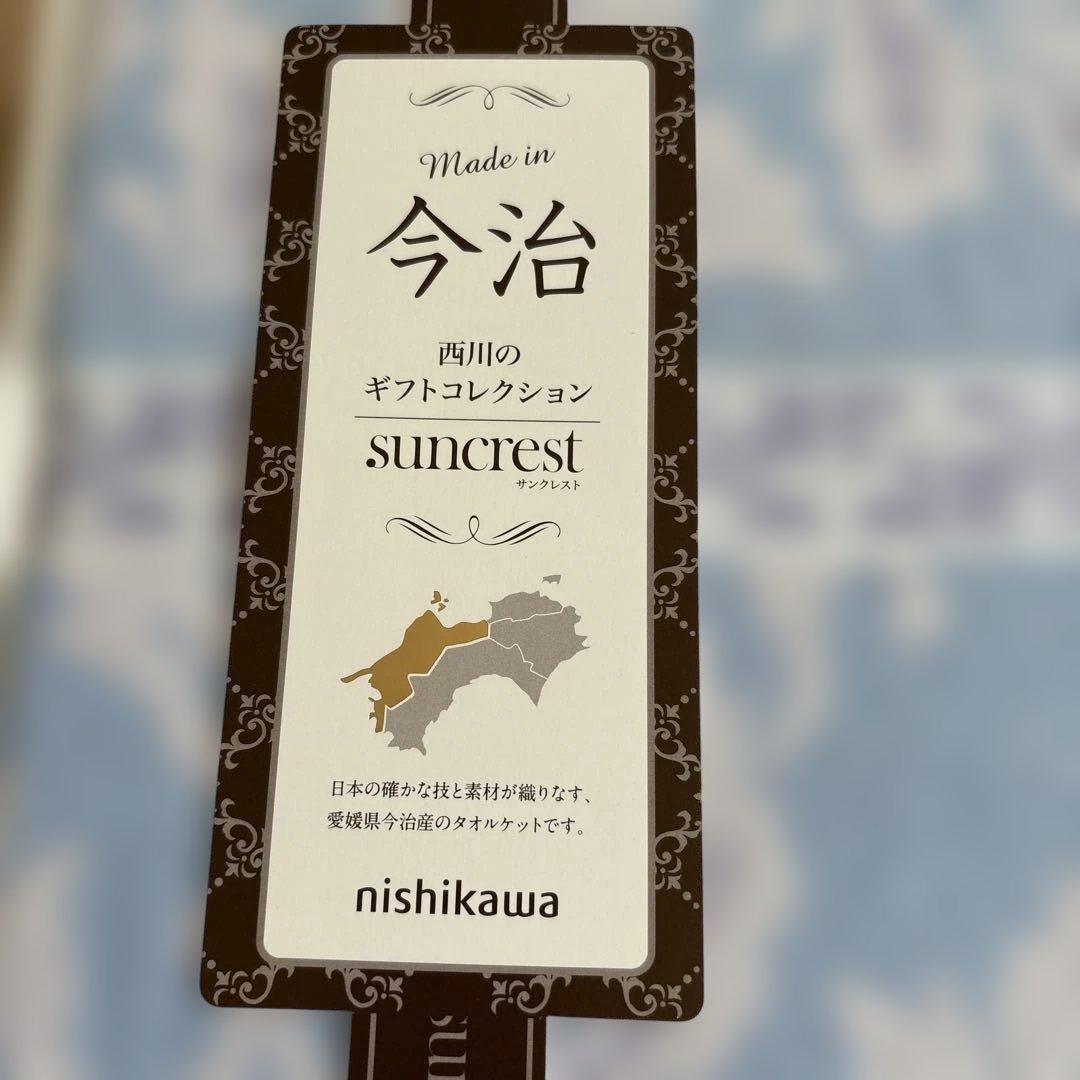 Made in
今治
西川の
ギフトコレクション
suncrest
サンクレスト
日本の確かな技と素材が織りなす、
愛媛県今治産のタオルケットです。
nishikawa
su